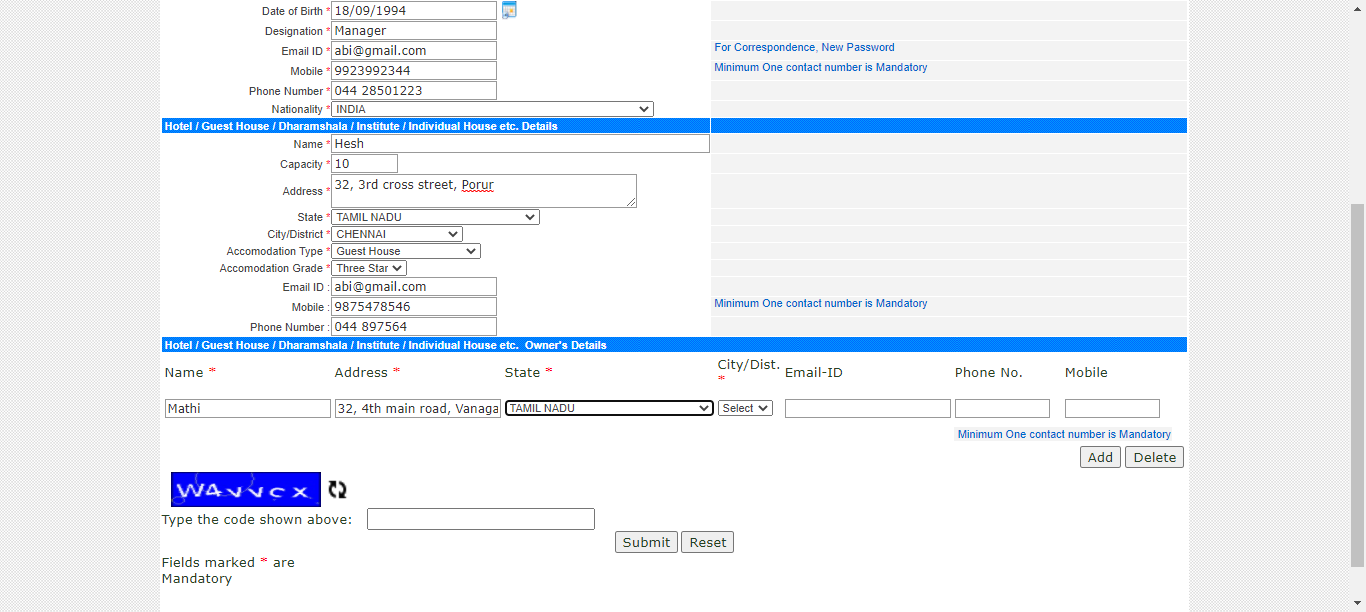 Date of Birth * 18/09/1994
Designation * Manager
Email ID * abi@gmail.com For Correspondence, New Password
Mobile * 9923992344 Minimum One contact number is Mandatory
Phone Number * 044 28501223
Nationality * INDIA
Hotel / Guest House / Dharamshala / Institute / Individual House etc. Details
Name * Hesh
Capacity * 10
Address * 32, 3rd cross street, Porur
State * TAMIL NADU
City/District * CHENNAI
Accomodation Type * Guest House
Accomodation Grade * Three Star
Email ID : abi@gmail.com
Mobile : 9875478546 Minimum One contact number is Mandatory
Phone Number : 044 897564
Hotel / Guest House / Dharamshala / Institute / Individual House etc. Owner's Details
Name * Address * State * City/Dist. * Email-ID Phone No. Mobile
Mathi 32, 4th main road, Vanaga TAMIL NADU Select
Minimum One contact number is Mandatory
Add Delete
Type the code shown above:
Submit Reset
Fields marked * are
Mandatory